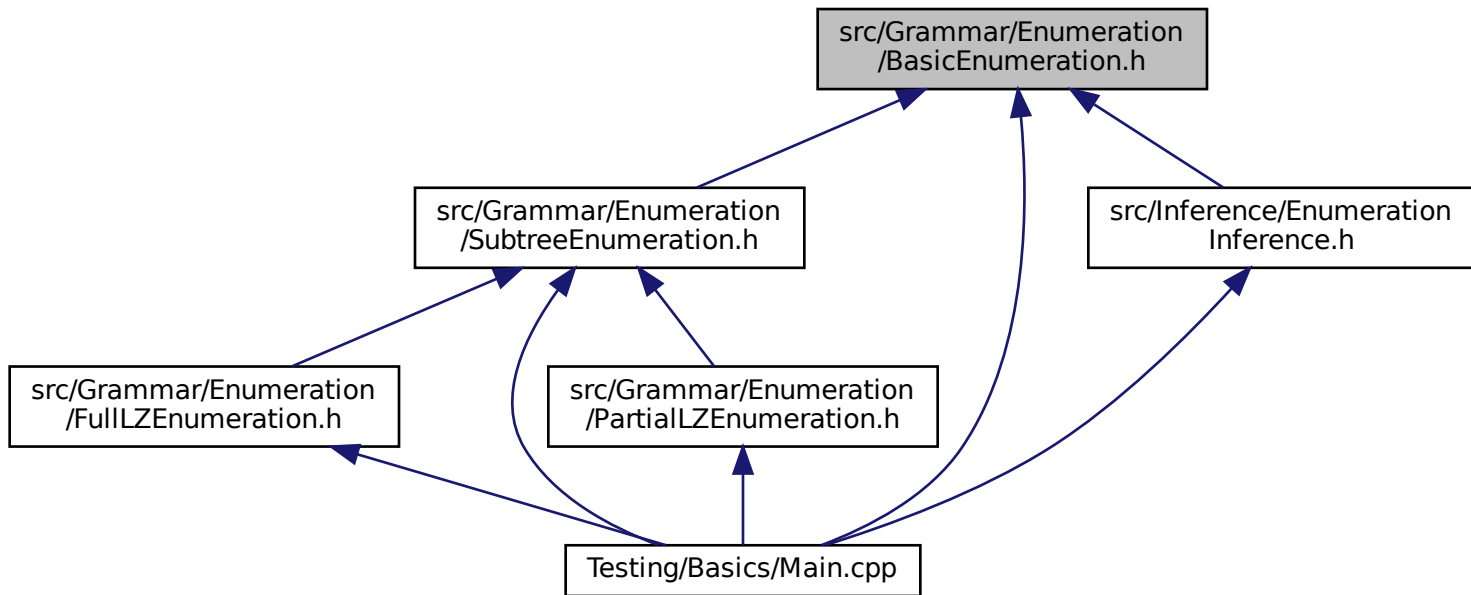 src/Grammar/Enumeration
/BasicEnumeration.h
src/Grammar/Enumeration
/SubtreeEnumeration.h
src/Inference/Enumeration
Inference.h
src/Grammar/Enumeration
/FullLZEnumeration.h
src/Grammar/Enumeration
/PartialLZEnumeration.h
Testing/Basics/Main.cpp